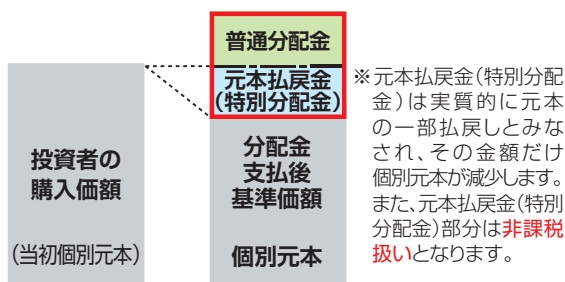 普通分配金
元本払戻金
(特別分配金)
投資者の
購入価額
(当初個別元本)
分配金
支払後
基準価額
個別元本
※元本払戻金(特別分配
金)は実質的に元本
の一部払戻しとみな
され、その金額だけ
個別元本が減少します。
また、元本払戻金(特別
分配金)部分は非課税
扱いとなります。